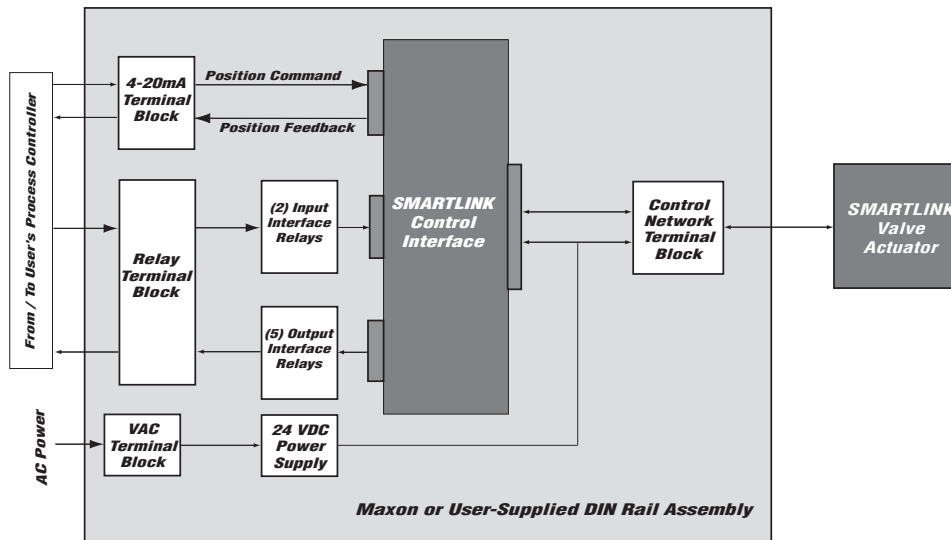 4-20mA
Terminal
Block
Position Command
Position Feedback
From / To User's Process Controller
Relay
Terminal
Block
(2) Input
Interface
Relays
(5) Output
Interface
Relays
SMARTLINK
Control
Interface
Control
Network
Terminal
Block
SMARTLINK
Valve
Actuator
AC Power
VAC
Terminal
Block
24 VDC
Power
Supply
Maxon or User-Supplied DIN Rail Assembly